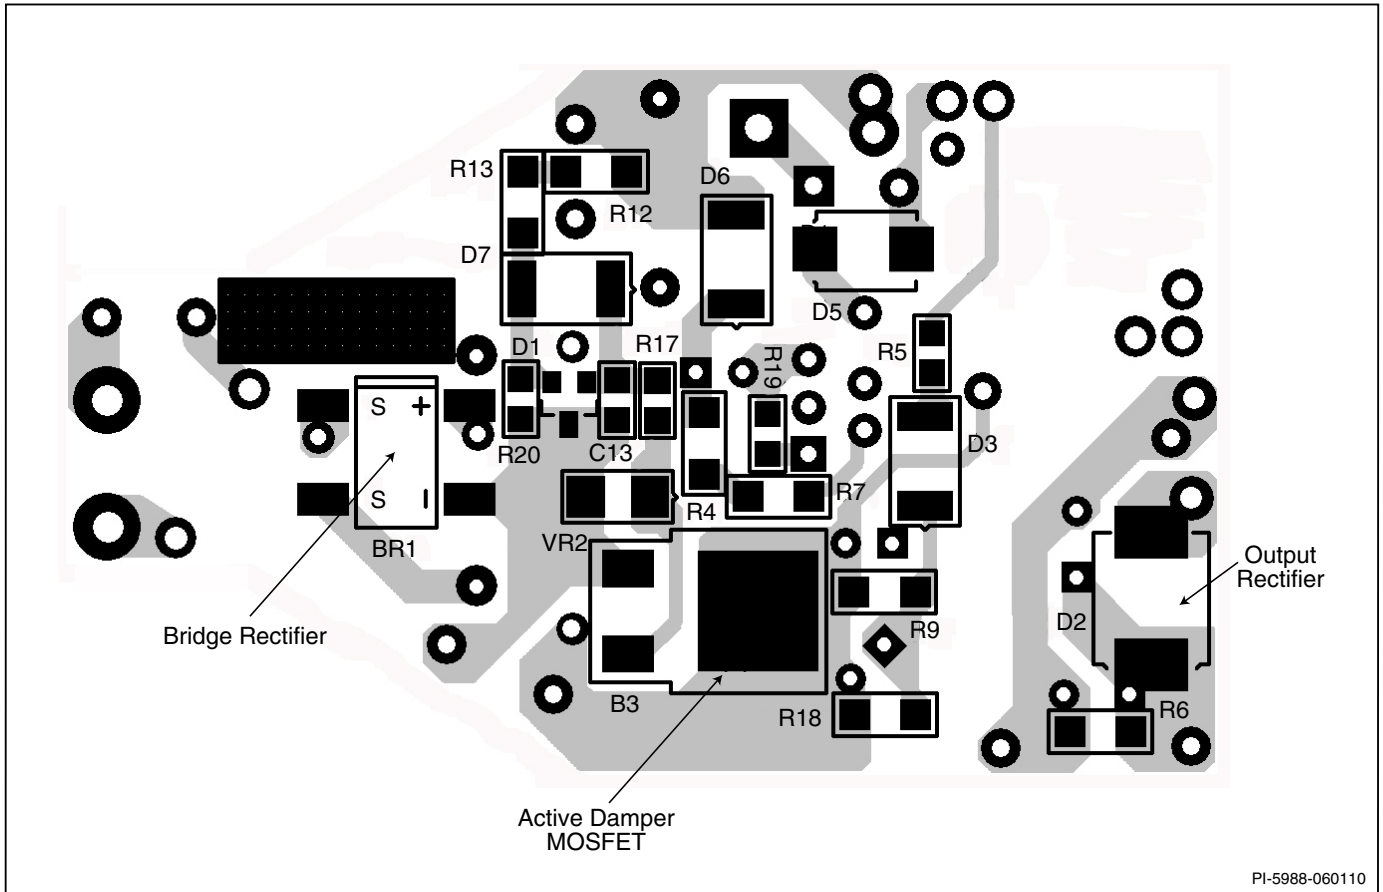 R13
R12
D6
D7
D5
D1
R17
R19
R5
S +
S –
BR1
R20
C13
R4
R7
D3
VR2
Output
Rectifier
Bridge Rectifier
R9
D2
B3
R18
R6
Active Damper
MOSFET
PI-5988-060110